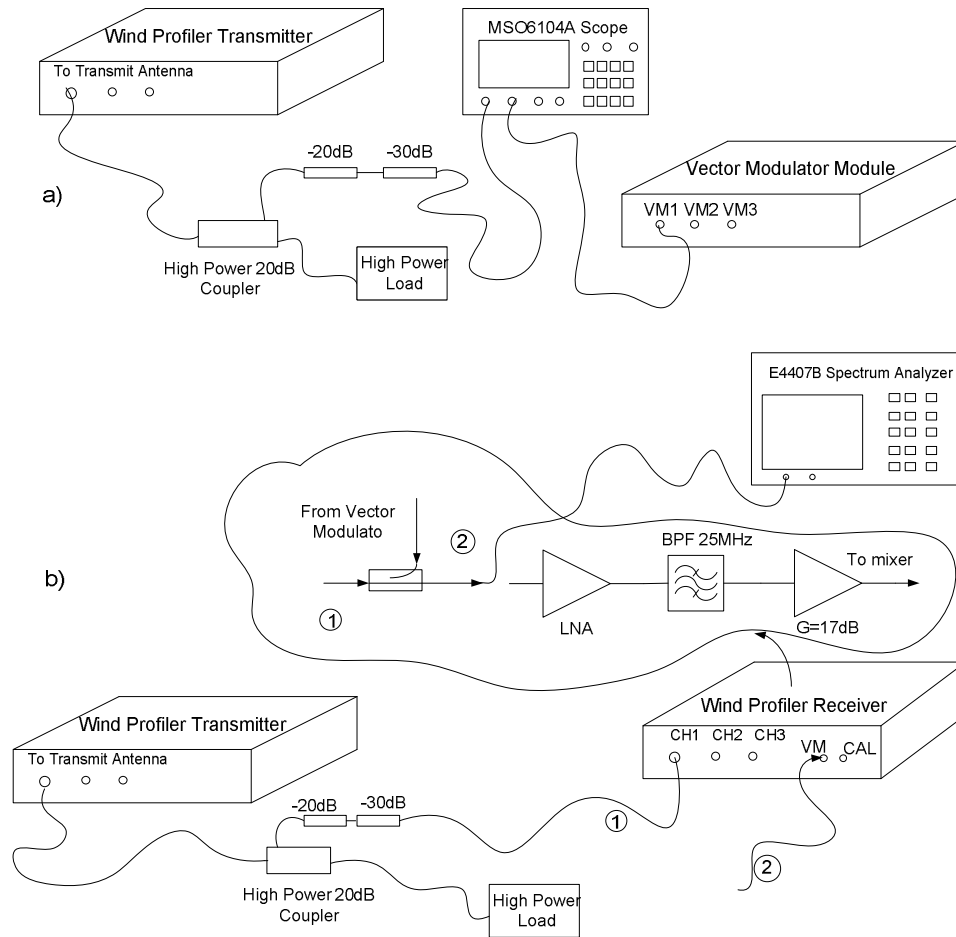 Wind Profiler Transmitter
To Transmit Antenna
MSO6104A Scope
-20dB
-30dB
a)
High Power 20dB
Coupler
High Power
Load
Vector Modulator Module
VM1 VM2 VM3
E4407B Spectrum Analyzer
From Vector
Modulato
2
BPF 25MHz
To mixer
b)
1
LNA
G=17dB
Wind Profiler Transmitter
To Transmit Antenna
Wind Profiler Receiver
CH1
CH2
CH3
VM
CAL
-20dB
-30dB
1
2
High Power 20dB
Coupler
High Power
Load